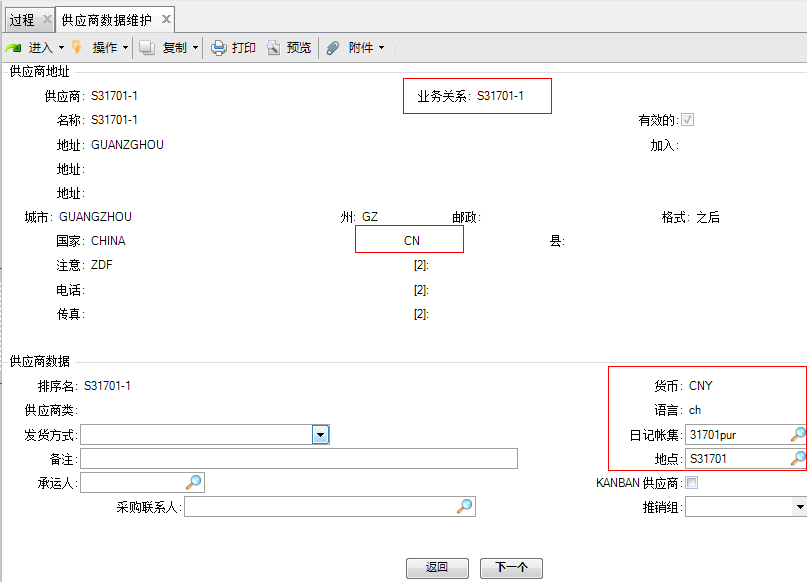 过程 供应商数据维护
进入 操作 复制 打印 预览 附件
供应商地址
供应商: S31701-1 业务关系: S31701-1
名称: S31701-1 有效的:
地址: GUANZGHOU 加入:
地址:
地址:
城市: GUANGZHOU 州: GZ 邮政: 格式: 之后
国家: CHINA CN 县:
注意: ZDF [2]:
电话: [2]:
传真: [2]:
供应商数据
排序名: S31701-1 货币: CNY
供应商类: 语言: ch
发货方式: 日记帐集: 31701pur
备注: 地点: S31701
承运人: KANBAN 供应商:
采购联系人: 推销组:
返回 下一个